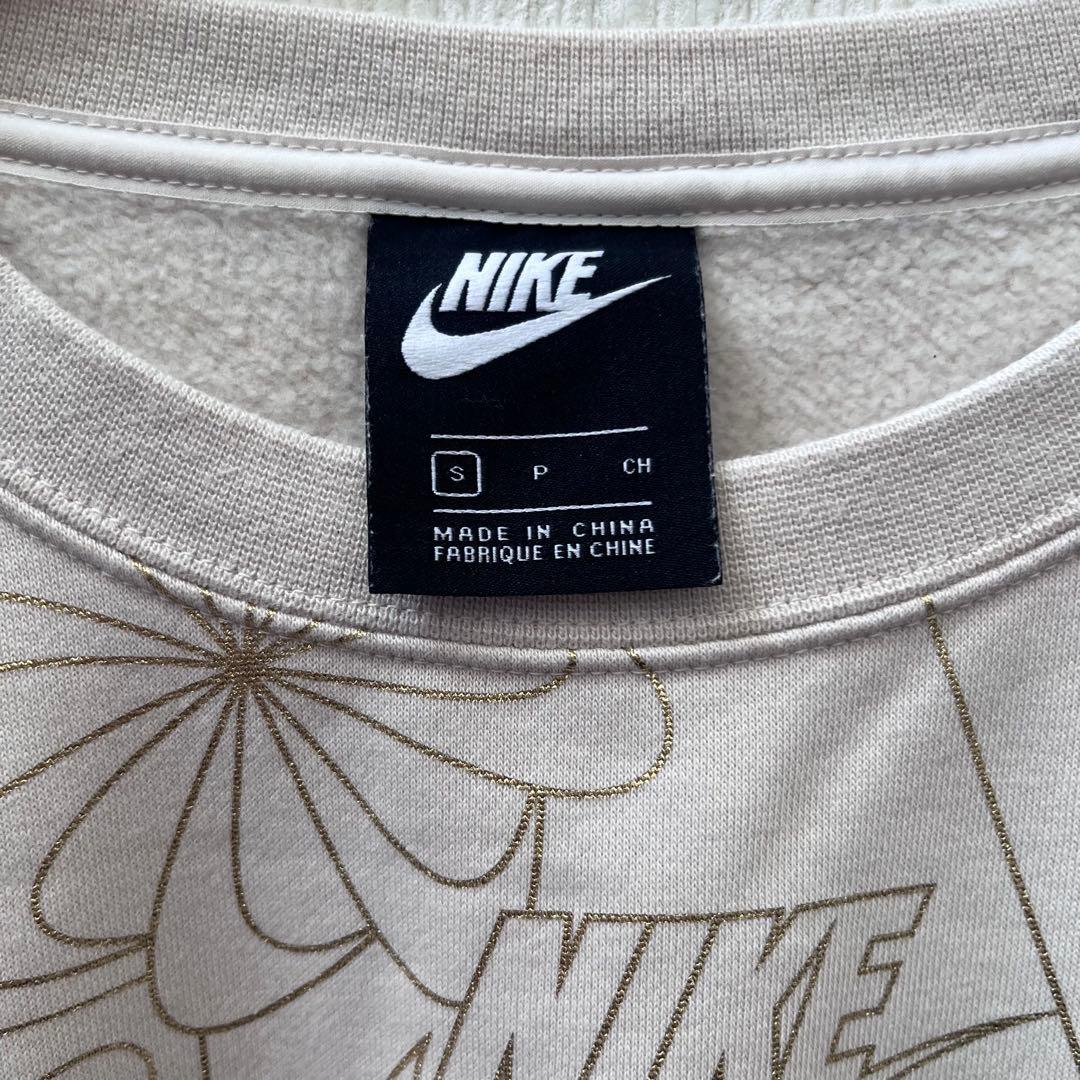 NIKE
S P CH
MADE IN CHINA
FABRIQUE EN CHINE
NIKE